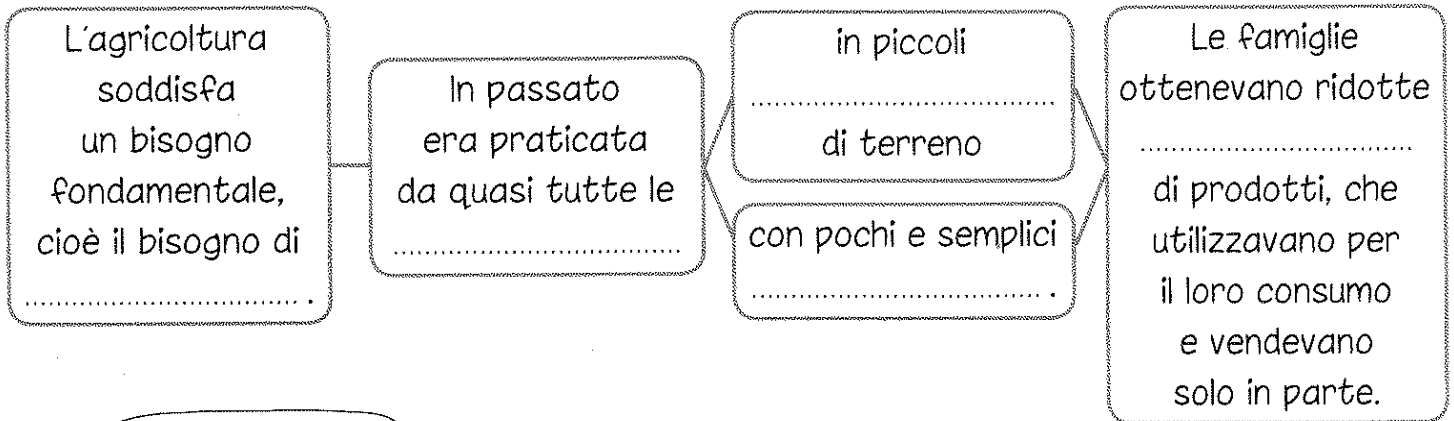 L'agricoltura
soddisfa
un bisogno
fondamentale,
cioè il bisogno di
................................ .
In passato
era praticata
da quasi tutte le
..................................
in piccoli
....................................
di terreno
con pochi e semplici
.................................. .
Le famiglie
ottenevano ridotte
................................
di prodotti, che
utilizzavano per
il loro consumo
e vendevano
solo in parte.